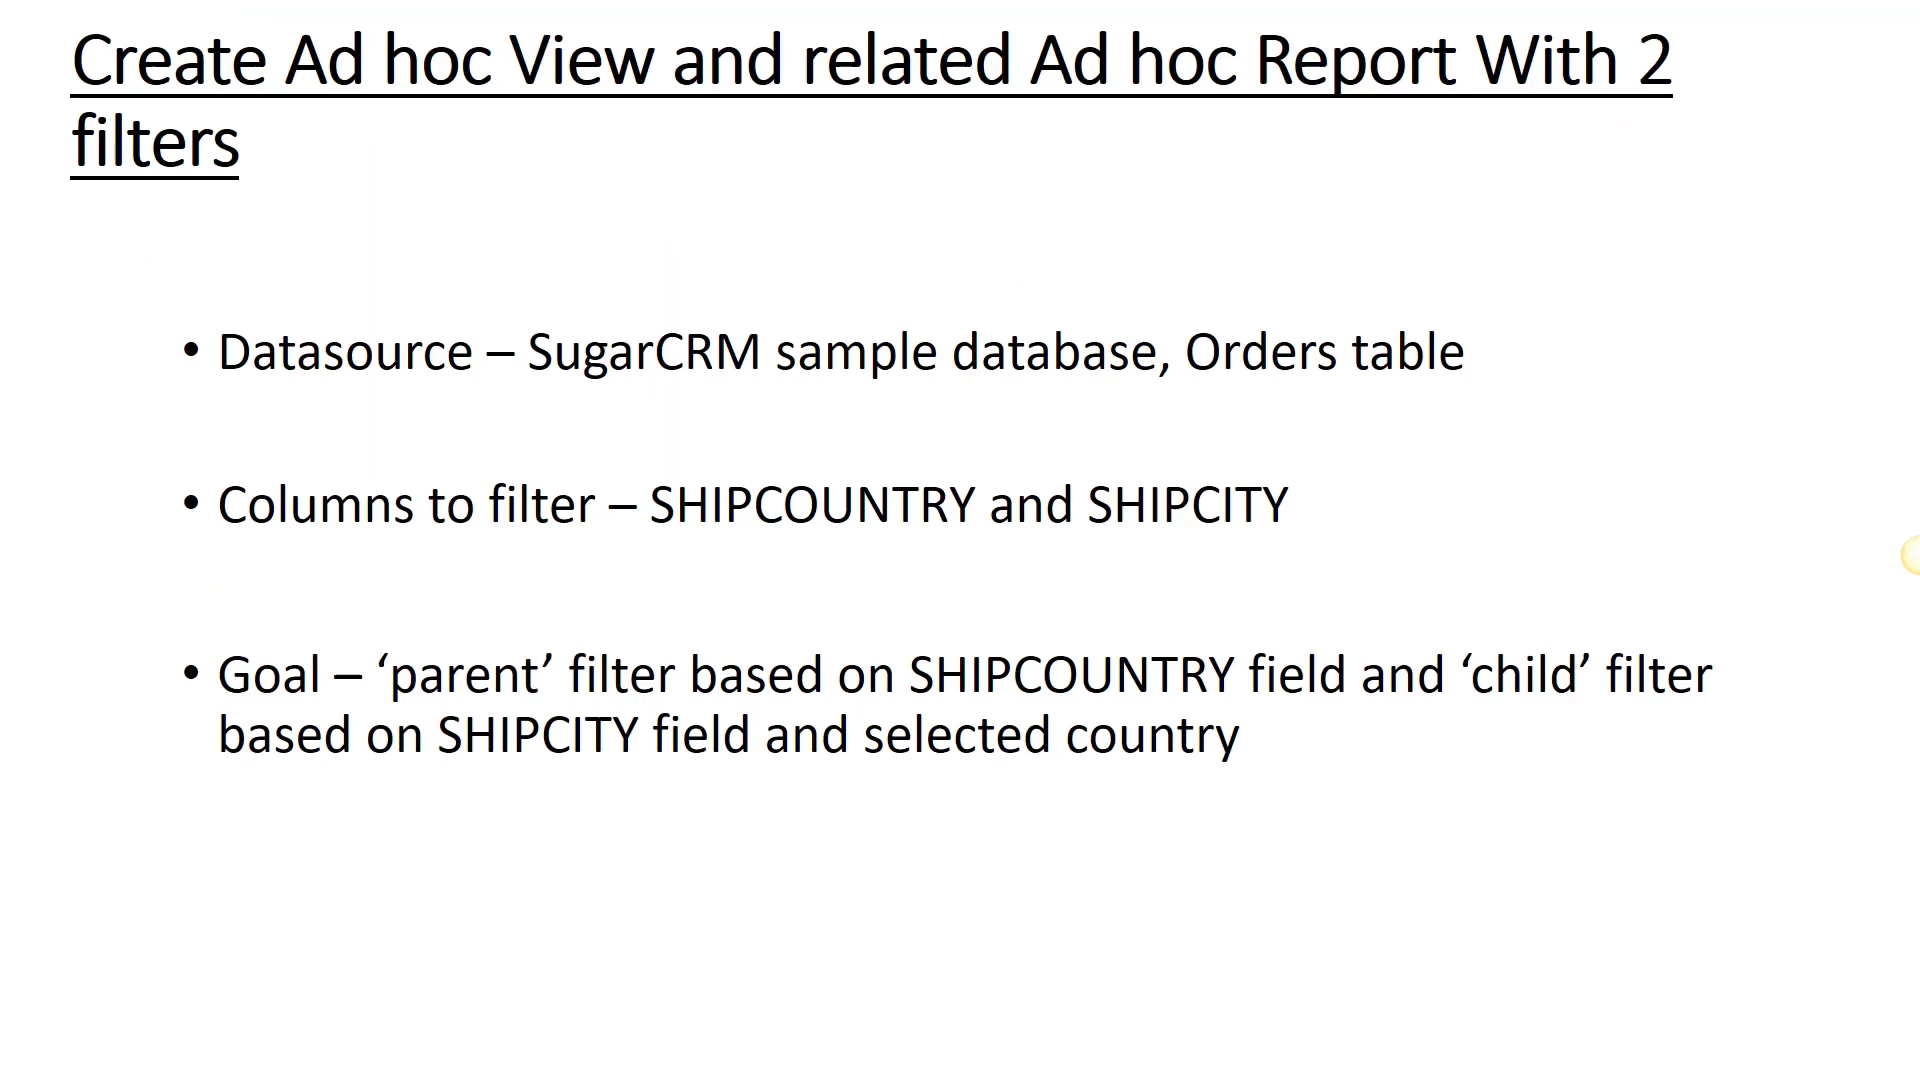 Create Ad hoc View and related Ad hoc Report With 2
filters
• Datasource – SugarCRM sample database, Orders table
• Columns to filter – SHIPCOUNTRY and SHIPCITY
• Goal – ‘parent’ filter based on SHIPCOUNTRY field and ‘child’ filter
based on SHIPCITY field and selected country